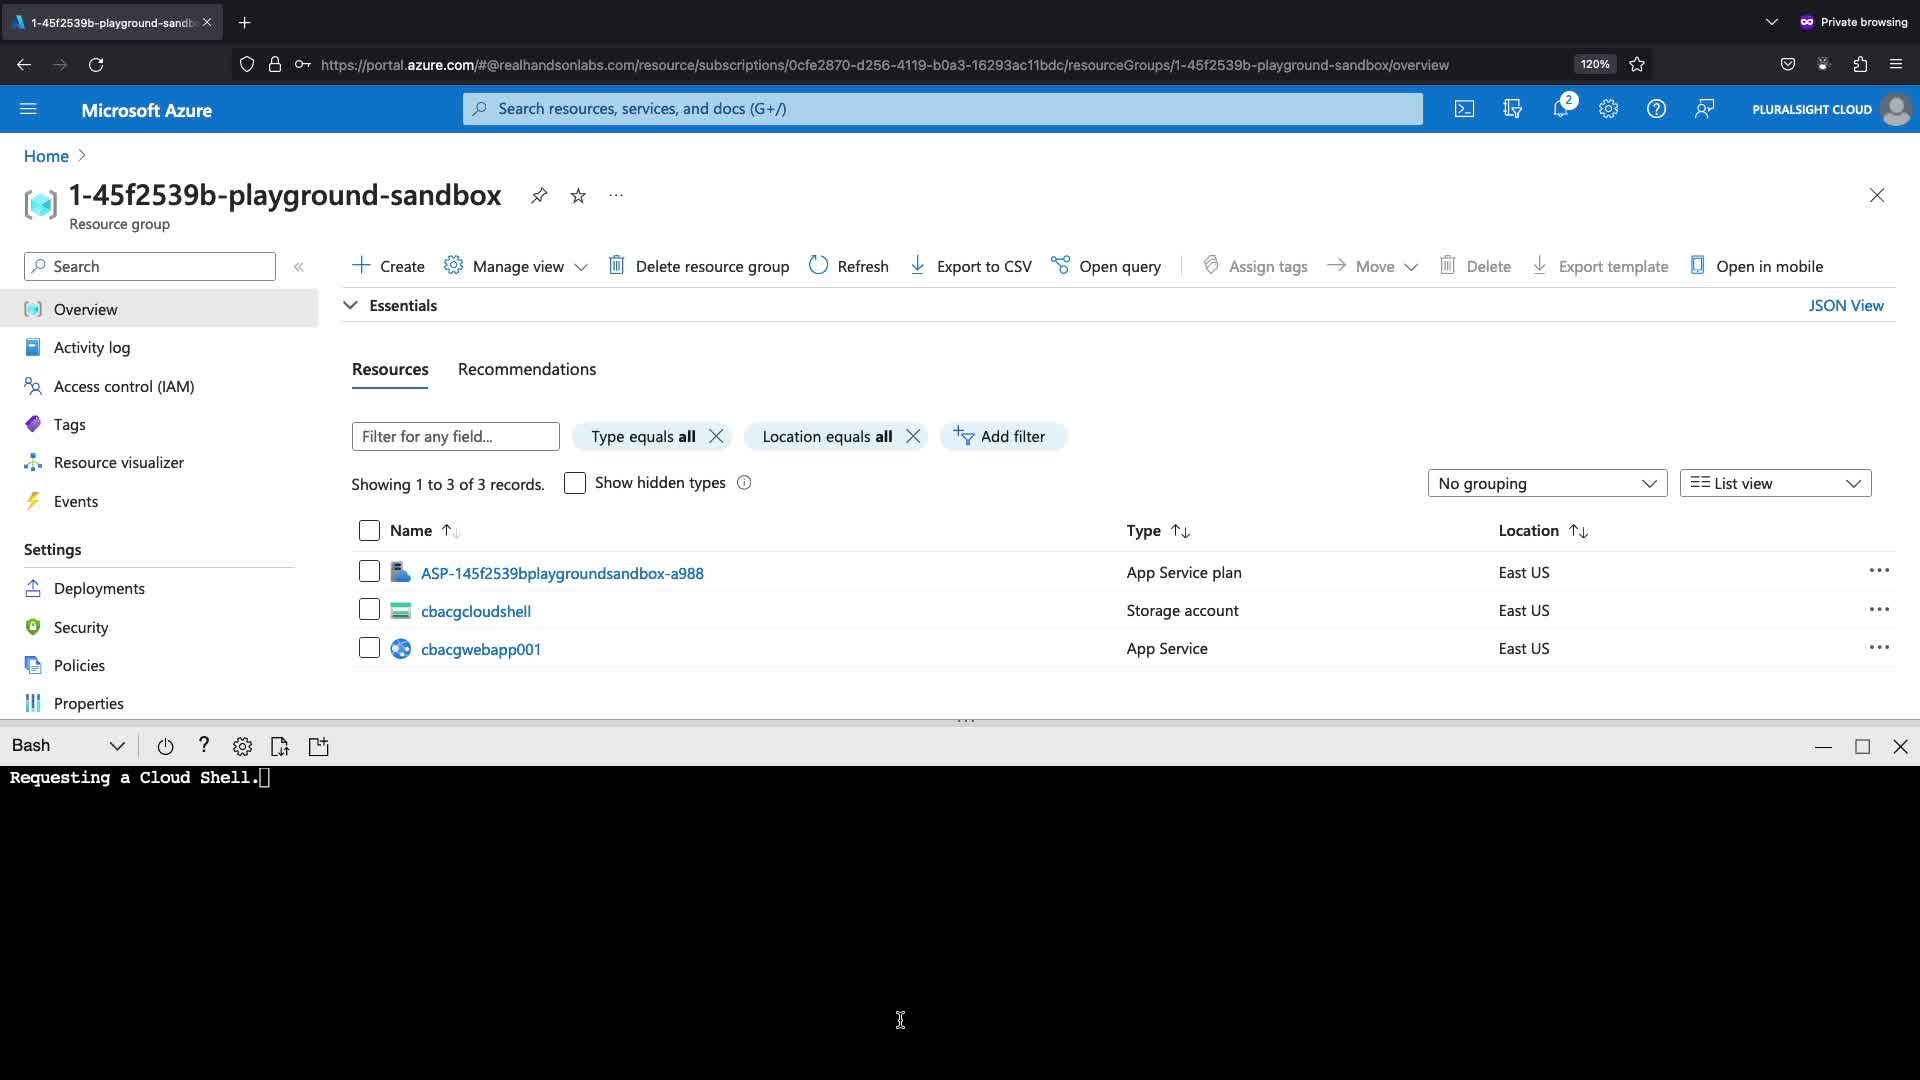 1-45f2539b-playground-sandb
Private browsing
https://portal.azure.com/#@realhandsonlabs.com/resource/subscriptions/0cfe2870-d256-4119-b0a3-16293ac11bdc/resourceGroups/1-45f2539b-playground-sandbox/overview
120%
Microsoft Azure
Search resources, services, and docs (G+/)
2
PLURALSIGHT CLOUD
Home
1-45f2539b-playground-sandbox
Resource group
Search
Create
Manage view
Delete resource group
Refresh
Export to CSV
Open query
Assign tags
Move
Delete
Export template
Open in mobile
Overview
Activity log
Access control (IAM)
Tags
Resource visualizer
Events
Settings
Deployments
Security
Policies
Properties
Essentials
JSON View
Resources
Recommendations
Filter for any field...
Type equals all
Location equals all
Add filter
Showing 1 to 3 of 3 records.
Show hidden types
No grouping
List view
Name
Type
Location
ASP-145f2539bplaygroundsandbox-a988
App Service plan
East US
cbacgcloudshell
Storage account
East US
cbacgwebapp001
App Service
East US
Bash
Requesting a Cloud Shell.